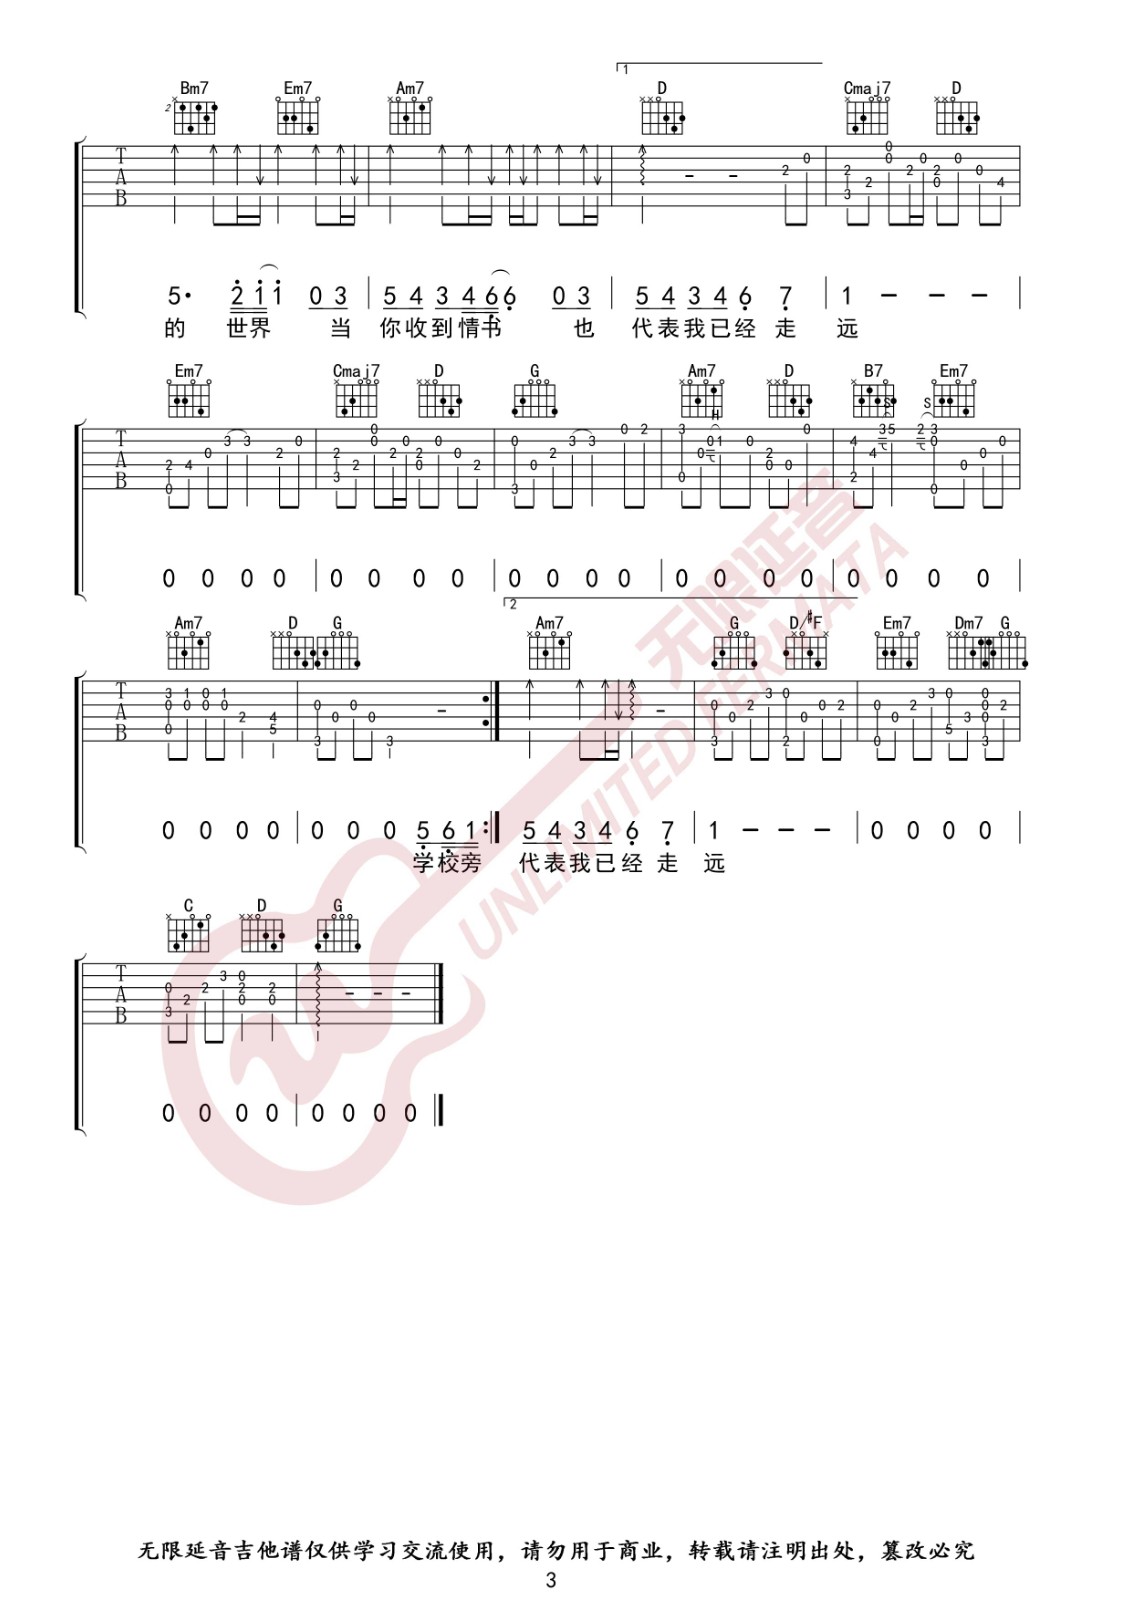 1
Bm7 Em7 Am7 D Cmaj7 D
2
T
A
B
5· 2 1 1 0 3 5 4 3 4 6 6 0 3 5 4 3 4 6 7 1 — — —
的 世界 当 你收到情书 也 代表我已经 走 远
Em7 Cmaj7 D G Am7 D B7 Em7
H S S
T
A
B
0 0 0 0 0 0 0 0 0 0 0 0 0 0 0 0 0 0 0 0
2
Am7 D G Am7 G D/#F Em7 Dm7 G
T
A
B
0 0 0 0 0 0 0 5 6 1 5 4 3 4 6 7 1 — — — 0 0 0 0
学校旁 代表我已经 走 远
C D G
T
A
B
0 0 0 0 0 0 0 0
无限延音
UNLIMITED FERMATA
无限延音吉他谱仅供学习交流使用，请勿用于商业，转载请注明出处，篡改必究
3